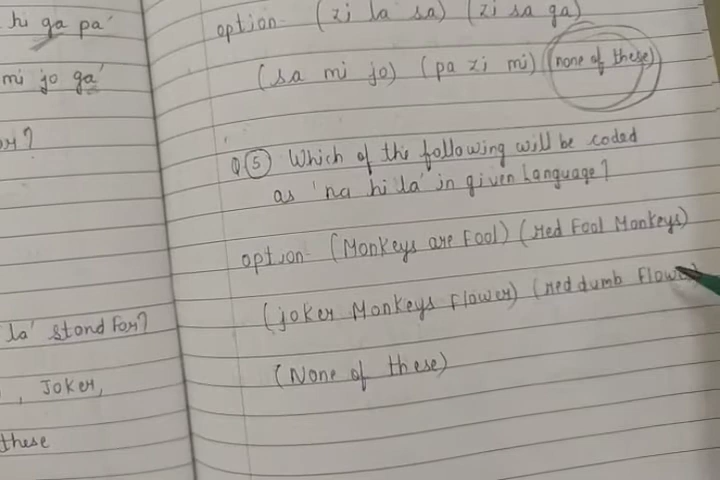 hi ga pa'
mi jo ga'
or?
la' stand for?
, Joker,
these
option- (zi la sa) (zi sa ga)
(sa mi jo) (pa zi mi) (none of these)
Q 5 Which of the following will be coded
as 'na hi la' in given language?
option- (Monkeys are Fool) (red Fool Monkeys)
(joker Monkeys Flower) (red dumb Flower)
(None of these)